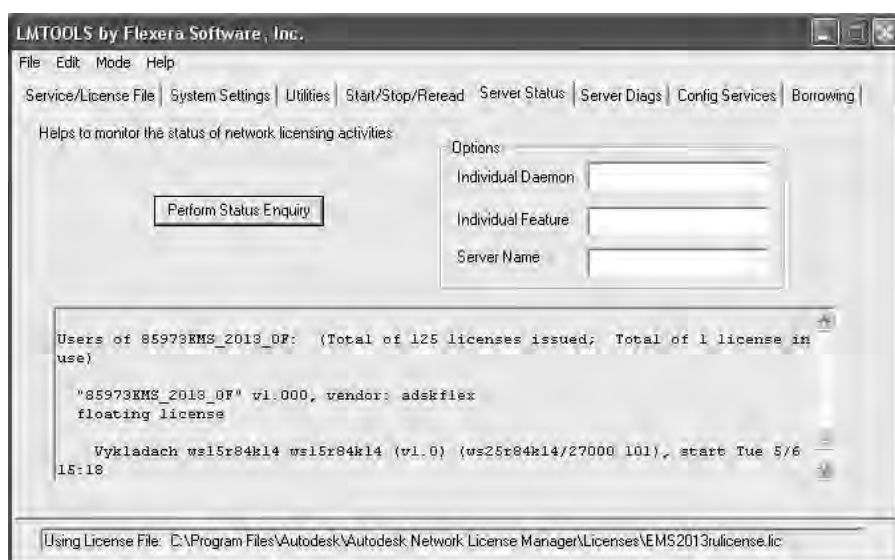 LMTOOLS by Flexera Software, Inc.
File Edit Mode Help
Service/License File System Settings Utilities Start/Stop/Reread Server Status Server Diags Config Services Borrowing
Helps to monitor the status of network licensing activities
Options
Individual Daemon
Perform Status Enquiry
Individual Feature
Server Name
Users of 85973EMS_2013_0F: (Total of 125 licenses issued; Total of 1 license in
use)
"85973EMS_2013_0F" v1.000, vendor: adskflex
floating license
Vykladach ws15r84k14 ws15r84k14 (v1.0) (ws25r84k14/27000 101), start Tue 5/6
15:18
Using License File: C:\Program Files\Autodesk\Autodesk Network License Manager\Licenses\EMS2013rulicense.lic